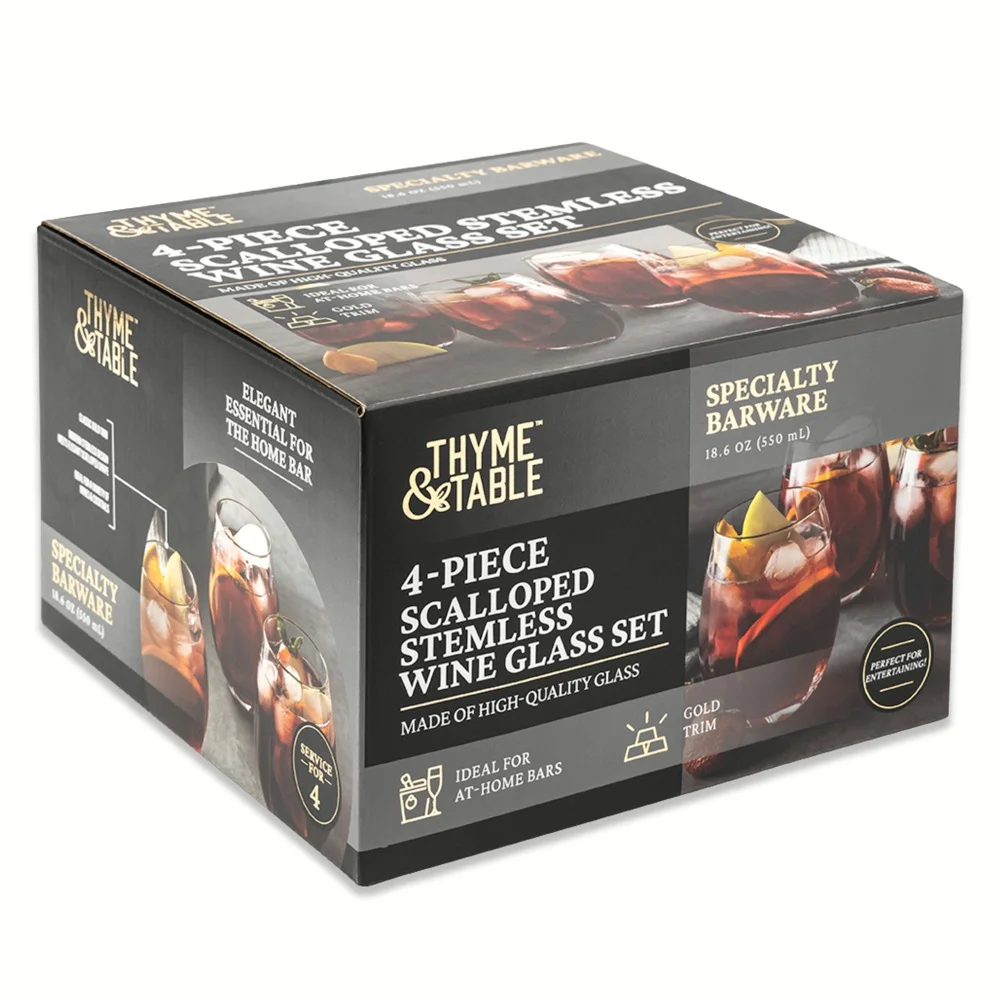 SPECIALTY BARWARE
18.6 OZ (550 mL)
THYME™
& TABLE
4-PIECE
SCALLOPED STEMLESS
WINE GLASS SET
MADE OF HIGH-QUALITY GLASS
IDEAL FOR
AT-HOME BARS
GOLD
TRIM
PERFECT FOR
ENTERTAINING!
THYME™
& TABLE
ELEGANT
ESSENTIAL FOR
THE HOME BAR
SPECIALTY
BARWARE
18.6 OZ (550 mL)
SERVICE
FOR
4
THYME™
& TABLE
4-PIECE
SCALLOPED
STEMLESS
WINE GLASS SET
MADE OF HIGH-QUALITY GLASS
IDEAL FOR
AT-HOME BARS
GOLD
TRIM
SPECIALTY
BARWARE
18.6 OZ (550 mL)
PERFECT FOR
ENTERTAINING!